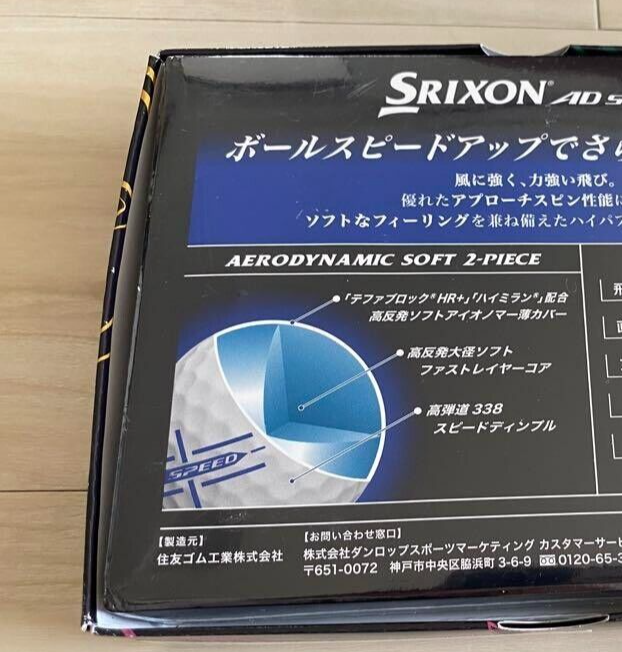 SRIXON® AD S
ボールスピードアップでさら
風に強く、力強い飛び。
優れたアプローチスピン性能に
ソフトなフィーリングを兼ね備えたハイパフ
AERODYNAMIC SOFT 2-PIECE
・「テファブロック®HR+」「ハイミラン®」配合
高反発ソフトアイオノマー薄カバー
高反発大径ソフト
ファストレイヤーコア
高弾道 338
スピードディンプル
SPEED
飛
【製造元】
住友ゴム工業株式会社
【お問い合わせ窓口】
株式会社ダンロップスポーツマーケティング カスタマーサービ
〒651-0072 神戸市中央区脇浜町3-6-9 0120-65-3